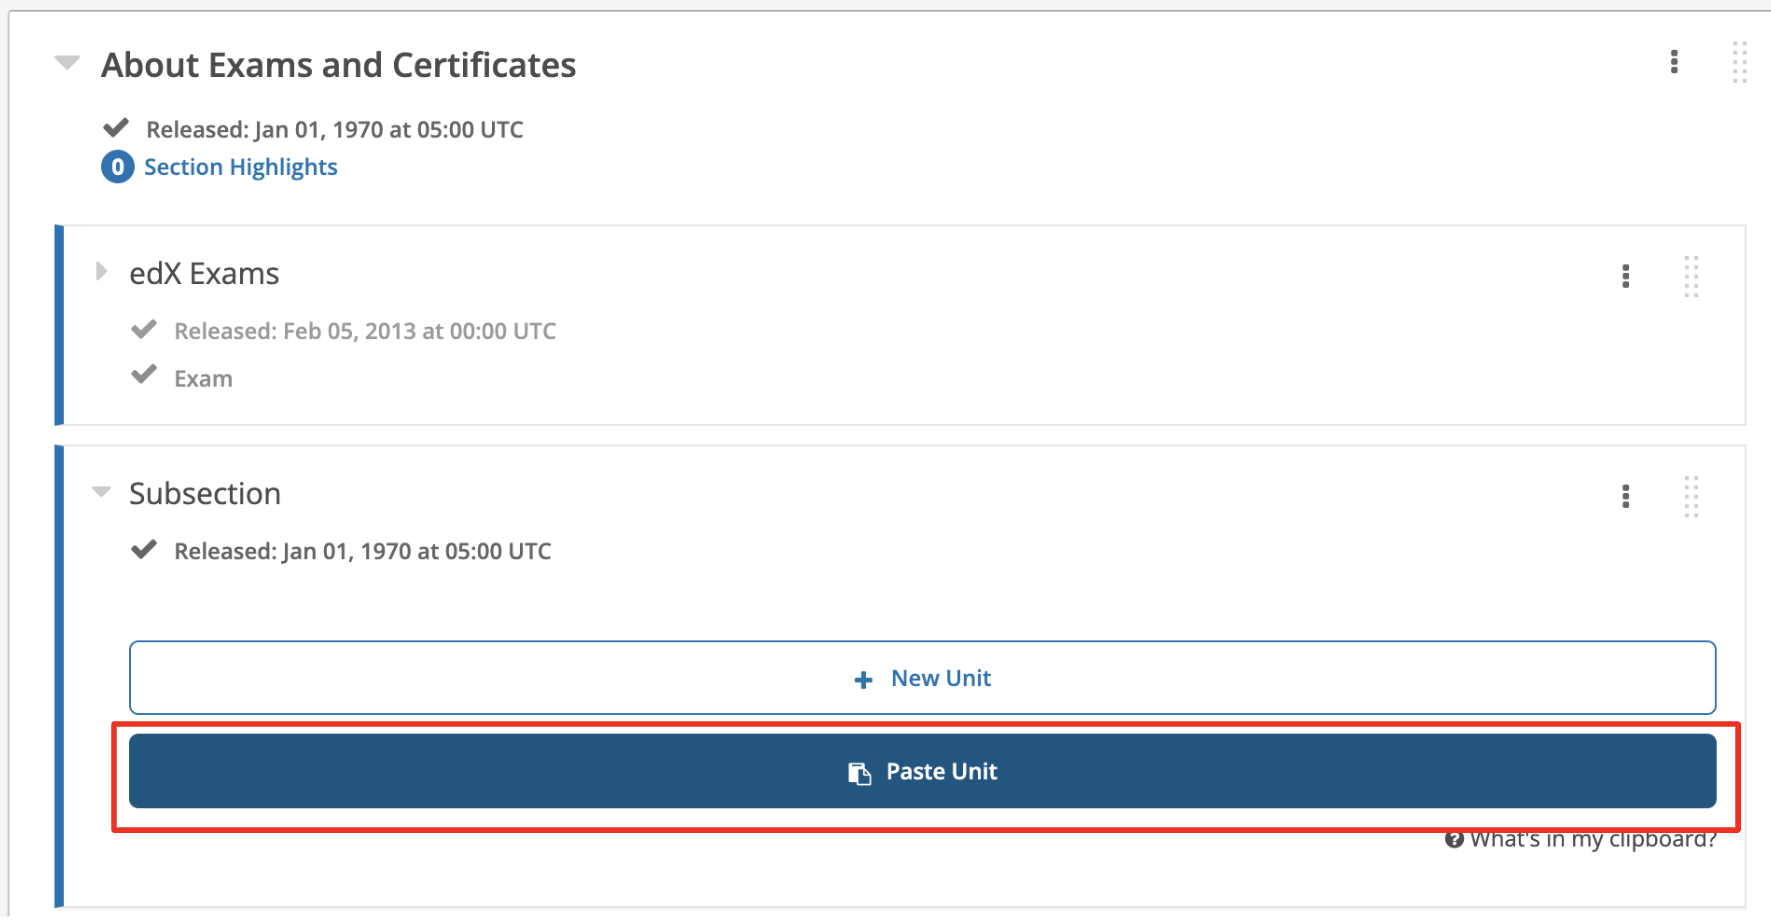 About Exams and Certificates
Released: Jan 01, 1970 at 05:00 UTC
0 Section Highlights
edX Exams
Released: Feb 05, 2013 at 00:00 UTC
Exam
Subsection
Released: Jan 01, 1970 at 05:00 UTC
+ New Unit
Paste Unit
? What's in my clipboard?